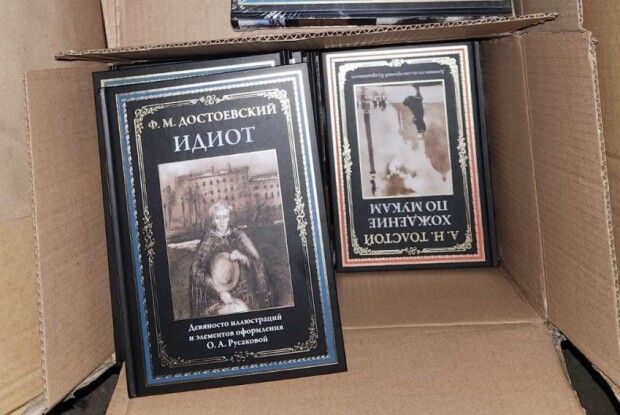 Ф. М. ДОСТОЕВСКИЙ
ИДИОТ
Девяносто иллюстраций
и элементов оформления
О. А. Русаковой
А. Н. ТОЛСТОЙ
ХОЖДЕНИЕ
ПО МУКАМ